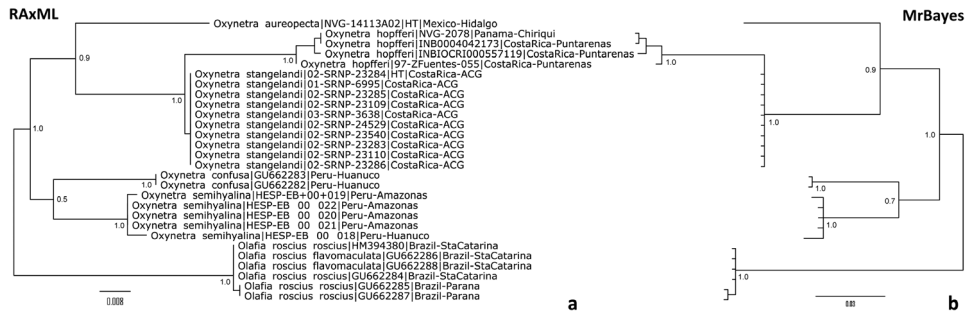 RAxML
MrBayes
Oxynetra aureopecta|NVG-14113A02|HT|Mexico-Hidalgo
Oxynetra hopfferi|NVG-2078|Panama-Chiriqui
Oxynetra hopfferi|INB0004042173|CostaRica-Puntarenas
Oxynetra hopfferi|INBIOCRI000557119|CostaRica-Puntarenas
Oxynetra hopfferi|97-ZFuentes-055|CostaRica-Puntarenas
Oxynetra stangelandi|02-SRNP-23284|HT|CostaRica-ACG
Oxynetra stangelandi|01-SRNP-6995|CostaRica-ACG
Oxynetra stangelandi|02-SRNP-23285|CostaRica-ACG
Oxynetra stangelandi|02-SRNP-23109|CostaRica-ACG
Oxynetra stangelandi|03-SRNP-3638|CostaRica-ACG
Oxynetra stangelandi|02-SRNP-24529|CostaRica-ACG
Oxynetra stangelandi|02-SRNP-23540|CostaRica-ACG
Oxynetra stangelandi|02-SRNP-23283|CostaRica-ACG
Oxynetra stangelandi|02-SRNP-23110|CostaRica-ACG
Oxynetra stangelandi|02-SRNP-23286|CostaRica-ACG
Oxynetra confusa|GU662283|Peru-Huanuco
Oxynetra confusa|GU662282|Peru-Huanuco
Oxynetra semihyalina|HESP-EB+00+019|Peru-Amazonas
Oxynetra semihyalina|HESP-EB 00 022|Peru-Amazonas
Oxynetra semihyalina|HESP-EB 00 020|Peru-Amazonas
Oxynetra semihyalina|HESP-EB 00 021|Peru-Amazonas
Oxynetra semihyalina|HESP-EB 00 018|Peru-Huanuco
Olafia roscius roscius|HM394380|Brazil-StaCatarina
Olafia roscius flavomaculata|GU662286|Brazil-StaCatarina
Olafia roscius flavomaculata|GU662288|Brazil-StaCatarina
Olafia roscius roscius|GU662284|Brazil-StaCatarina
Olafia roscius roscius|GU662285|Brazil-Parana
Olafia roscius roscius|GU662287|Brazil-Parana
0.9
1.0
1.0
1.0
1.0
0.5
1.0
1.0
0.008
a
1.0
0.9
1.0
1.0
1.0
0.7
1.0
1.0
0.03
b